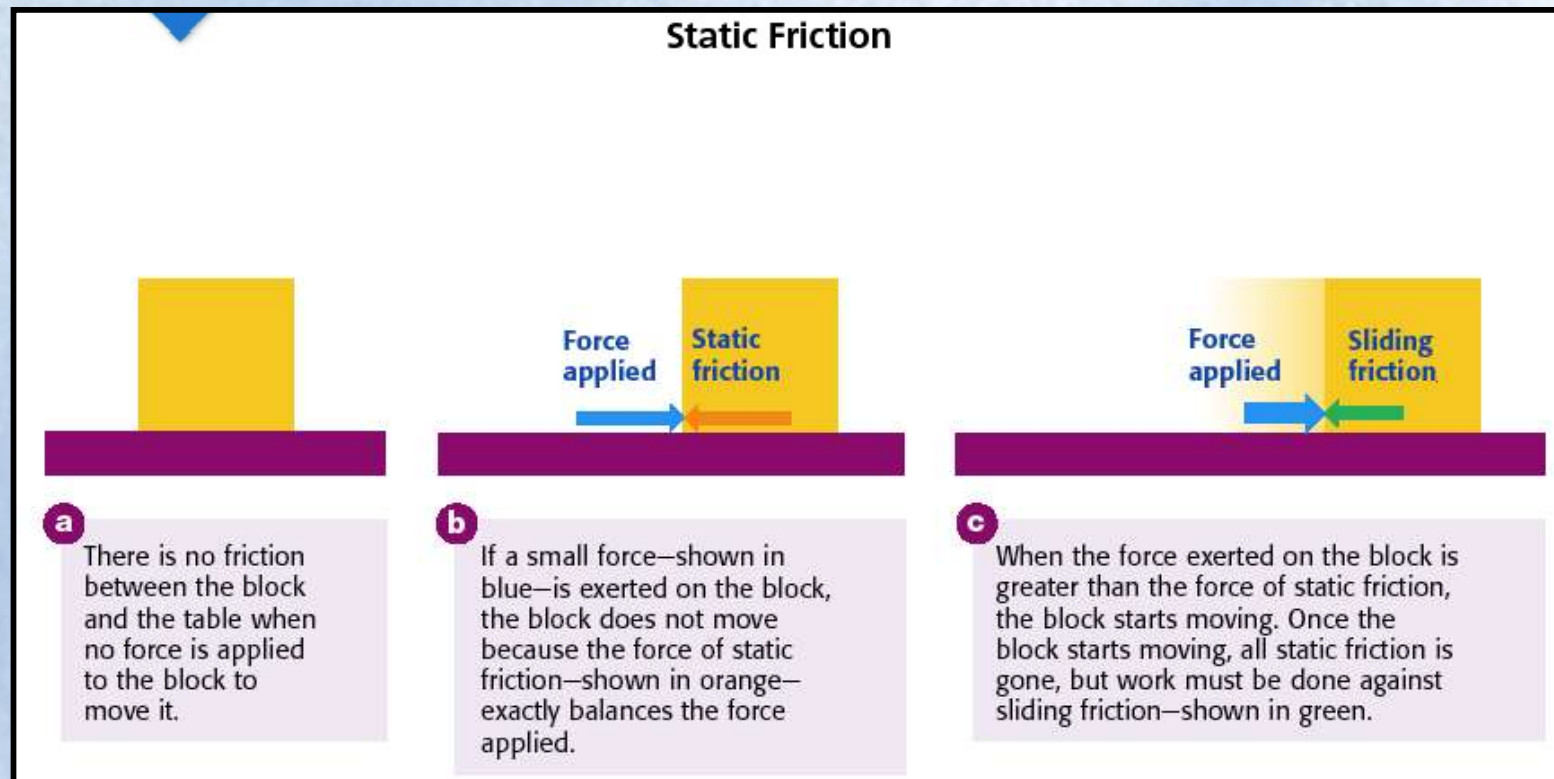 Static Friction
Force
applied
Static
friction
Force
applied
Sliding
friction
a
There is no friction
between the block
and the table when
no force is applied
to the block to
move it.
b
If a small force—shown in
blue—is exerted on the block,
the block does not move
because the force of static
friction—shown in orange—
exactly balances the force
applied.
c
When the force exerted on the block is
greater than the force of static friction,
the block starts moving. Once the
block starts moving, all static friction is
gone, but work must be done against
sliding friction—shown in green.